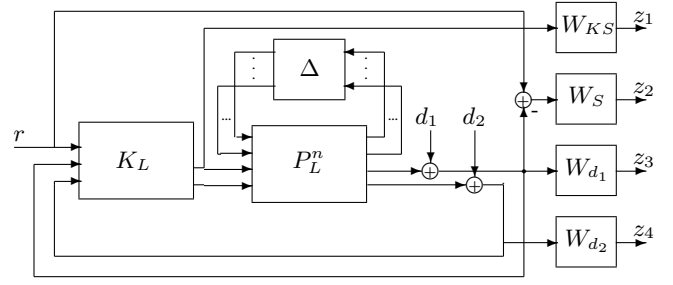 W_{KS} z_1
Δ
W_S z_2
-
d_1 d_2
r
K_L
P_L^n
W_{d_1} z_3
W_{d_2} z_4